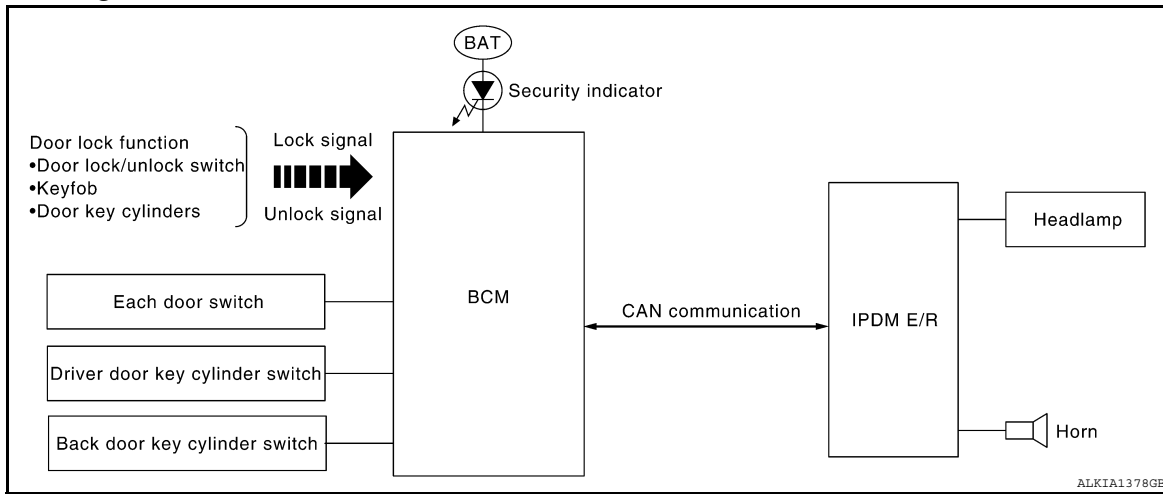 BAT
Security indicator
Door lock function
•Door lock/unlock switch
•Keyfob
•Door key cylinders
Lock signal
Unlock signal
Each door switch
Driver door key cylinder switch
Back door key cylinder switch
BCM
CAN communication
IPDM E/R
Headlamp
Horn